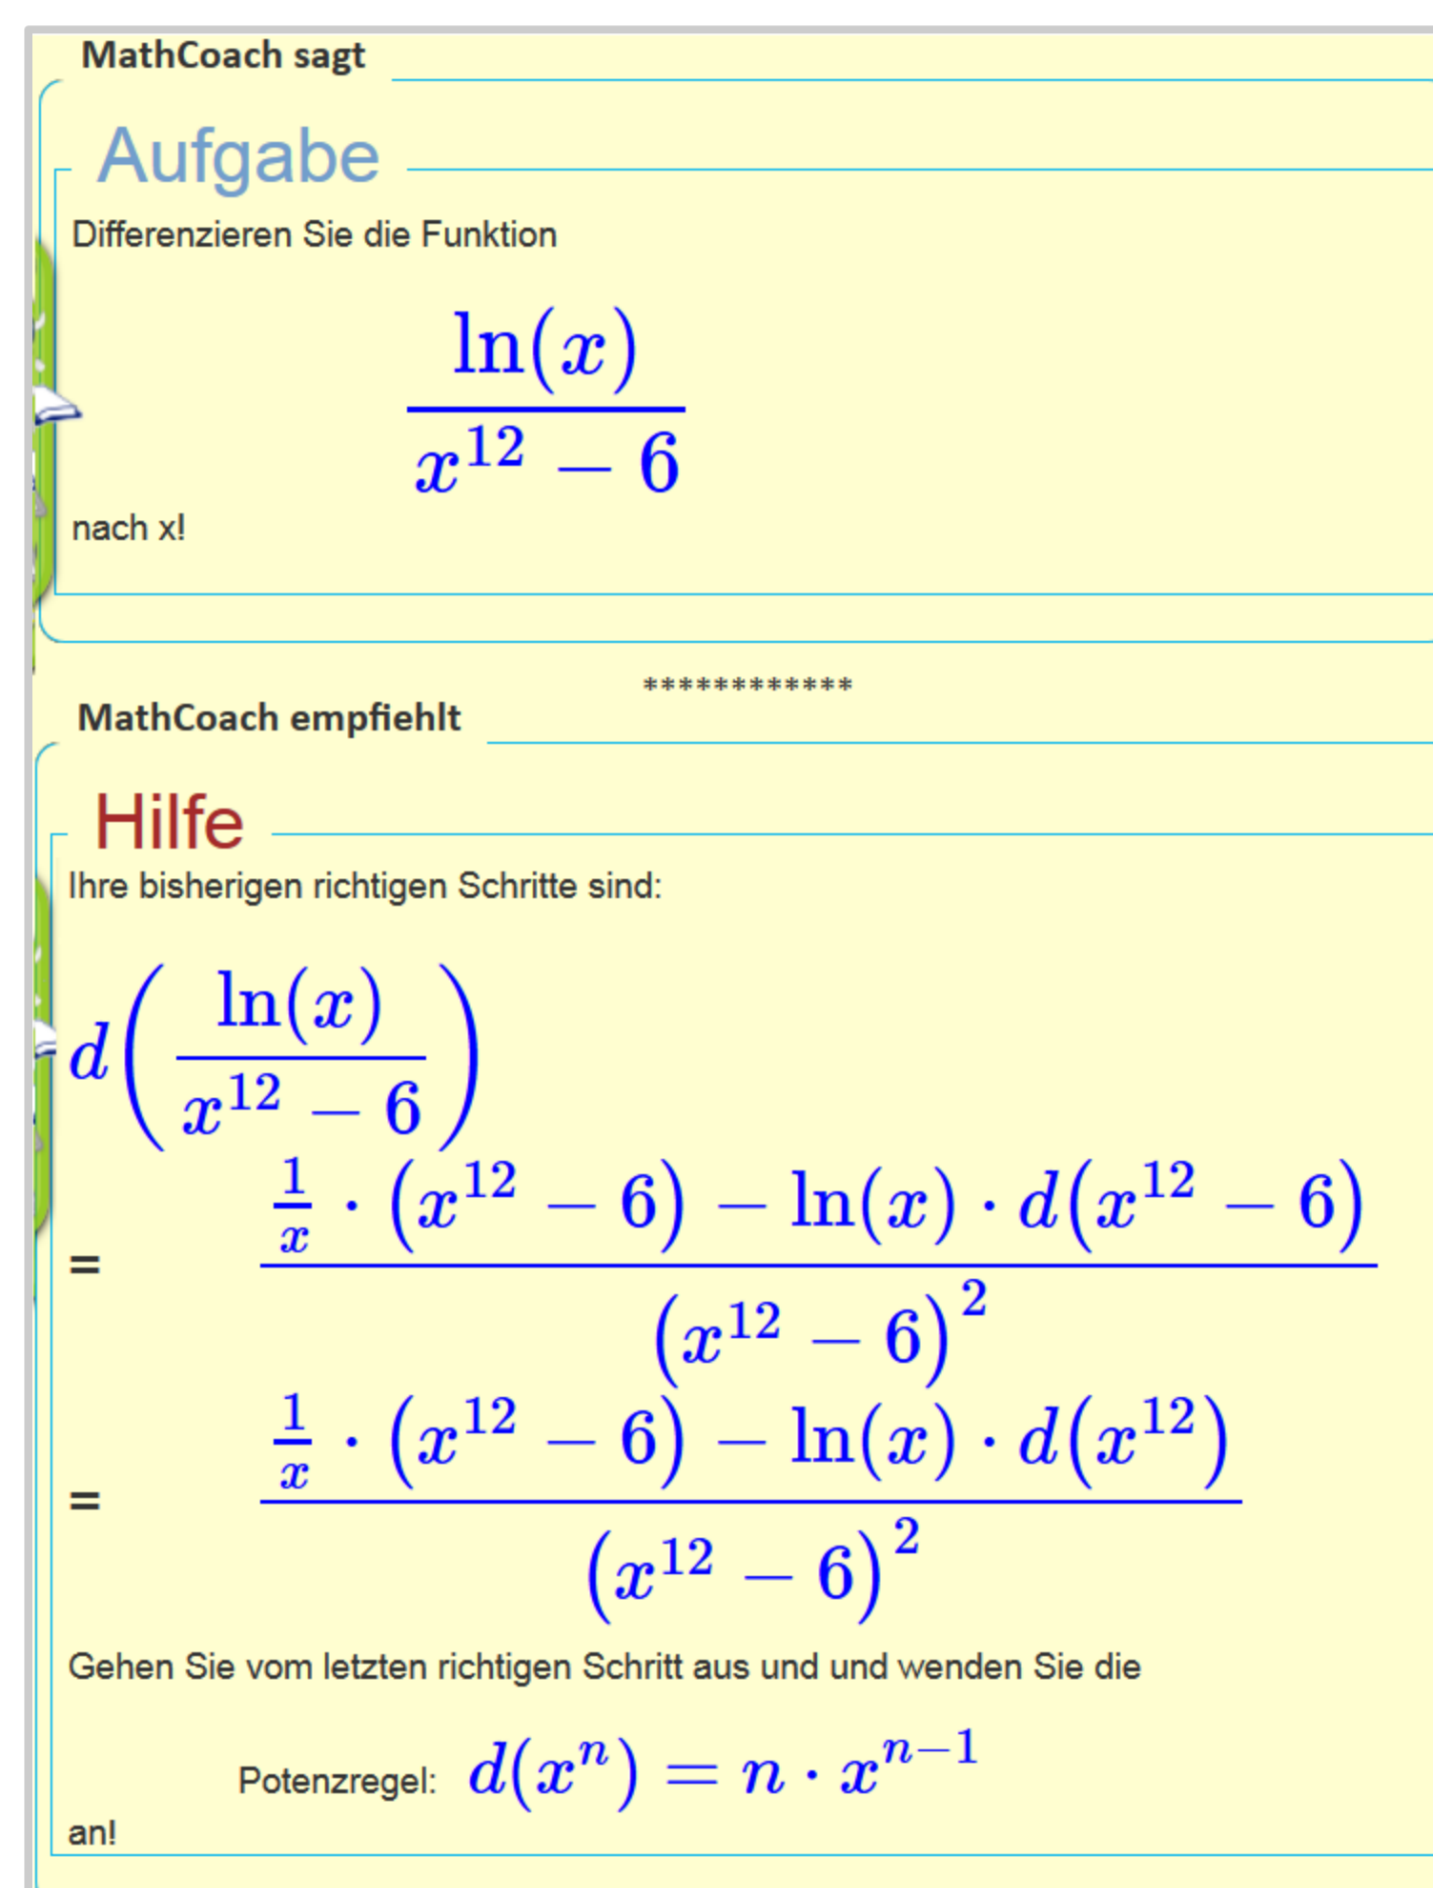 MathCoach sagt
Aufgabe
Differenzieren Sie die Funktion
ln(x)
x^12 − 6
nach x!
************
MathCoach empfiehlt
Hilfe
Ihre bisherigen richtigen Schritte sind:
d( ln(x) / x^12 − 6 )
= 1/x · (x^12 − 6) − ln(x) · d(x^12 − 6)
(x^12 − 6)^2
= 1/x · (x^12 − 6) − ln(x) · d(x^12)
(x^12 − 6)^2
Gehen Sie vom letzten richtigen Schritt aus und und wenden Sie die
Potenzregel: d(x^n) = n · x^n−1
an!